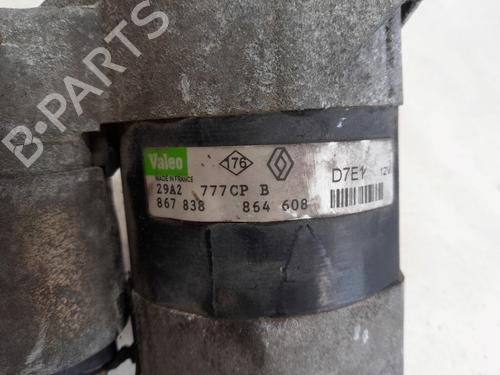 B-PARTS
Valeo
MADE IN FRANCE
176
D7E1 12V
29A2 777CP B
867 838 864 608